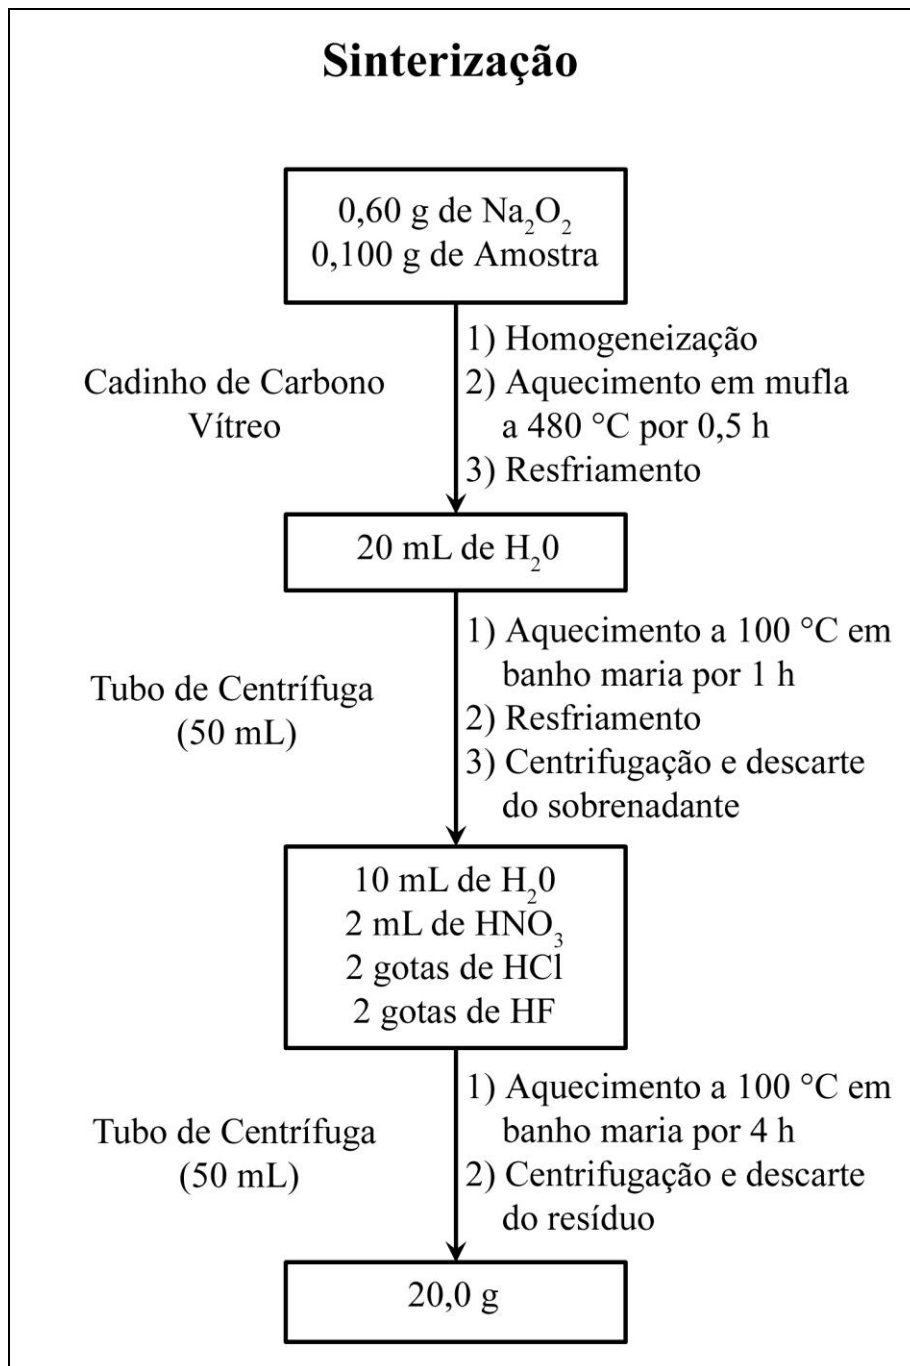 Sinterização
0,60 g de Na₂O₂
0,100 g de Amostra
Cadinho de Carbono
Vítreo
1) Homogeneização
2) Aquecimento em mufla
a 480 °C por 0,5 h
3) Resfriamento
20 mL de H₂0
Tubo de Centrífuga
(50 mL)
1) Aquecimento a 100 °C em
banho maria por 1 h
2) Resfriamento
3) Centrifugação e descarte
do sobrenadante
10 mL de H₂0
2 mL de HNO₃
2 gotas de HCl
2 gotas de HF
Tubo de Centrífuga
(50 mL)
1) Aquecimento a 100 °C em
banho maria por 4 h
2) Centrifugação e descarte
do resíduo
20,0 g